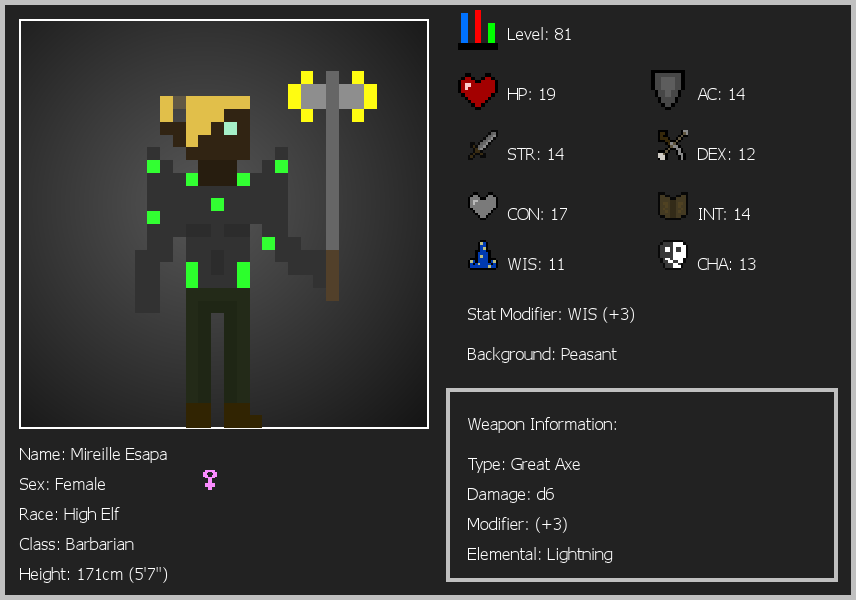 Level: 81
HP: 19
AC: 14
STR: 14
DEX: 12
CON: 17
INT: 14
WIS: 11
CHA: 13
Stat Modifier: WIS (+3)
Background: Peasant
Name: Mireille Esapa
Sex: Female
Race: High Elf
Class: Barbarian
Height: 171cm (5'7")
Weapon Information:
Type: Great Axe
Damage: d6
Modifier: (+3)
Elemental: Lightning